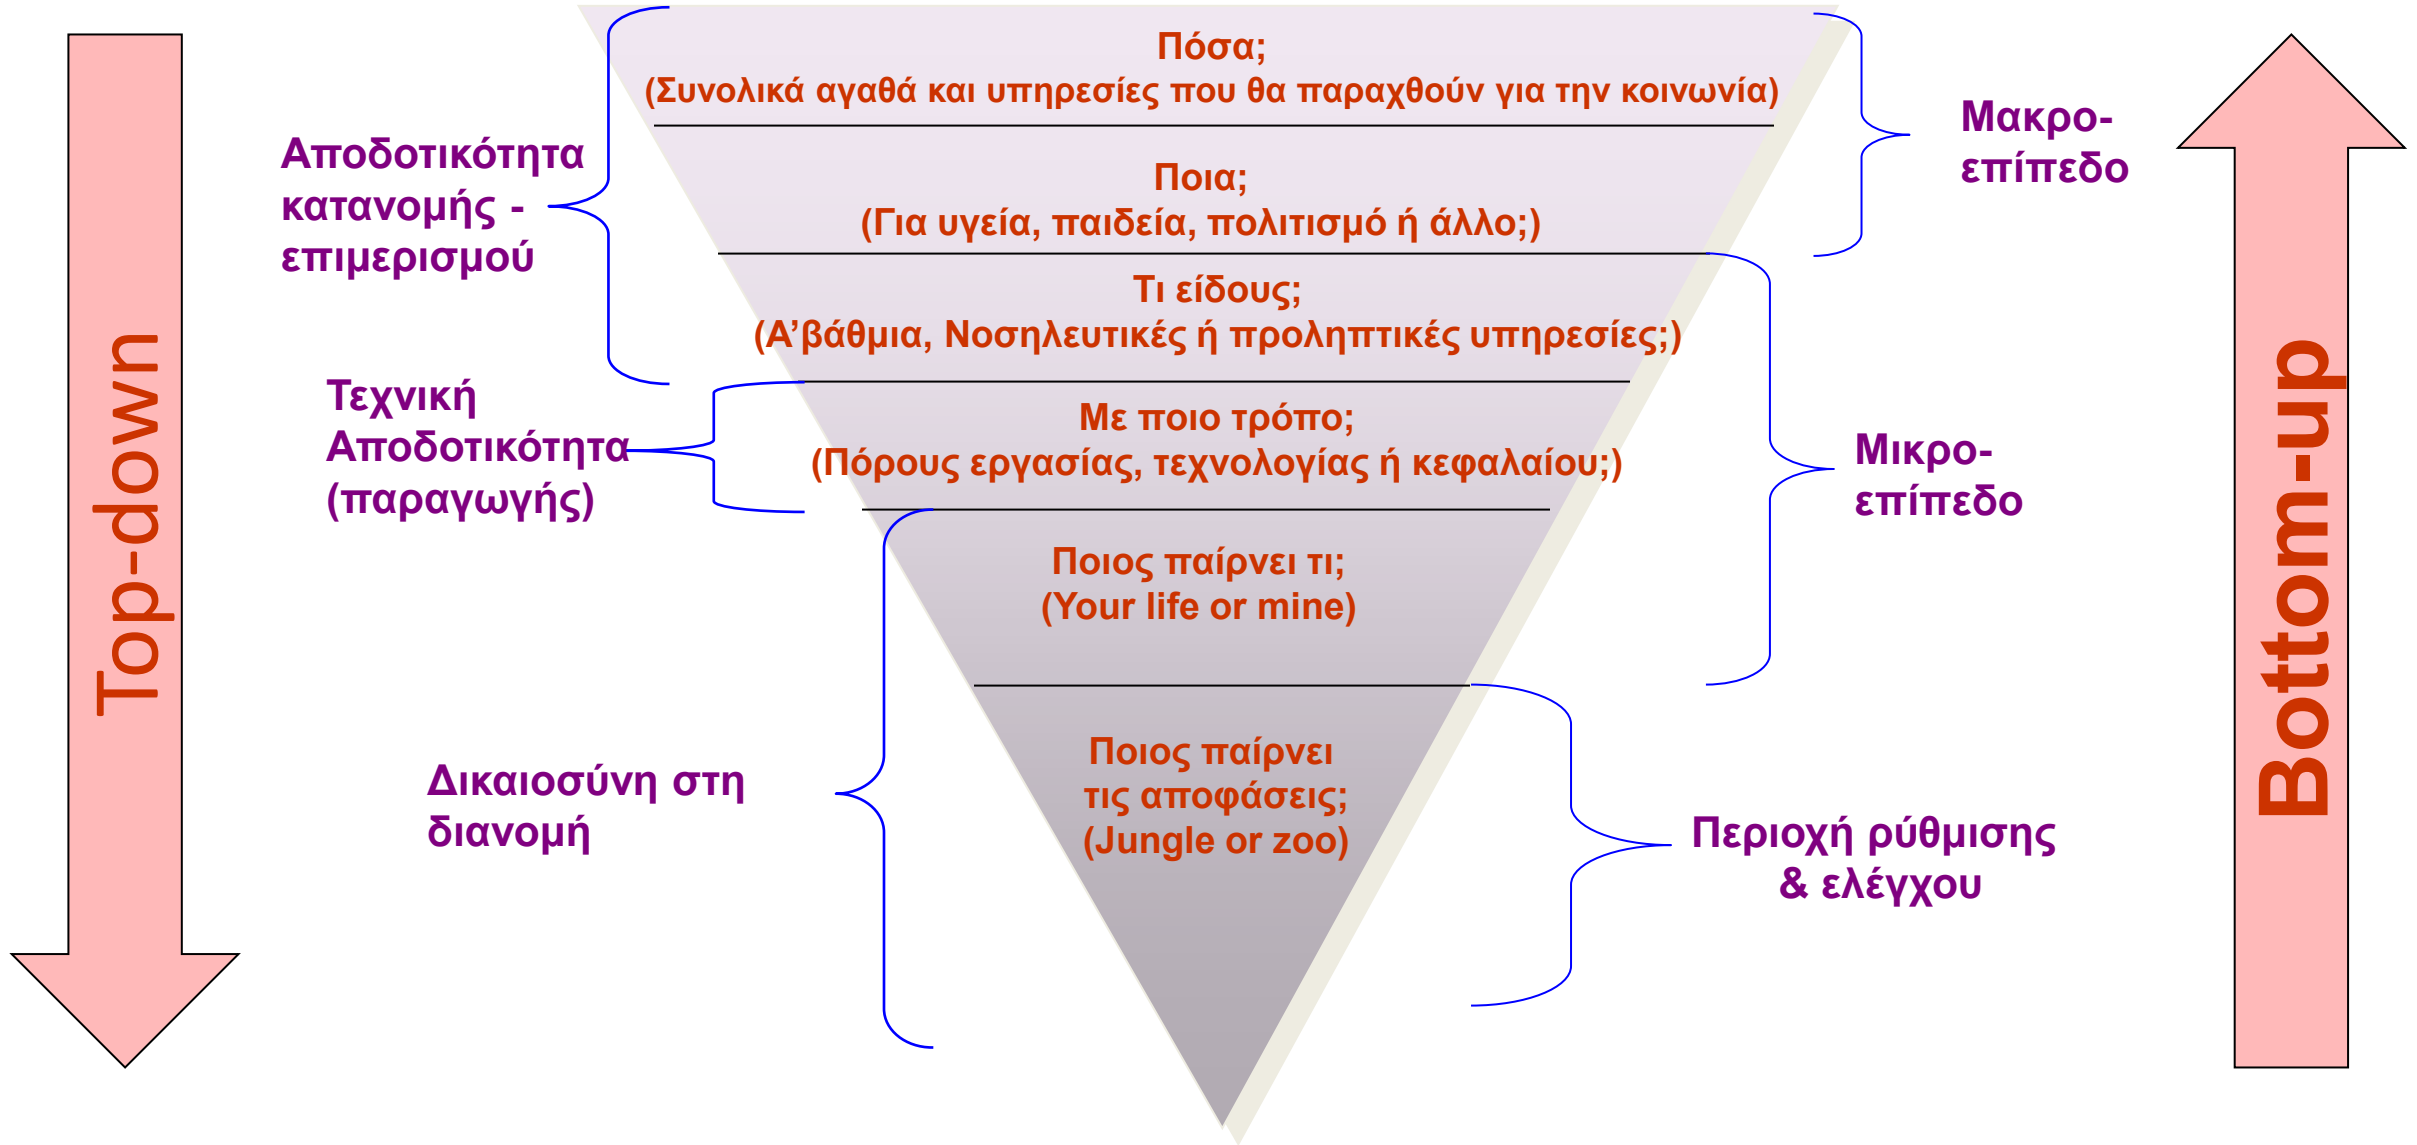 Top-down
Αποδοτικότητα
κατανομής -
επιμερισμού
Τεχνική
Αποδοτικότητα
(παραγωγής)
Δικαιοσύνη στη
διανομή
Πόσα;
(Συνολικά αγαθά και υπηρεσίες που θα παραχθούν για την κοινωνία)
Ποια;
(Για υγεία, παιδεία, πολιτισμό ή άλλο;)
Τι είδους;
(Α’βάθμια, Νοσηλευτικές ή προληπτικές υπηρεσίες;)
Με ποιο τρόπο;
(Πόρους εργασίας, τεχνολογίας ή κεφαλαίου;)
Ποιος παίρνει τι;
(Your life or mine)
Ποιος παίρνει
τις αποφάσεις;
(Jungle or zoo)
Μακρο-
επίπεδο
Μικρο-
επίπεδο
Περιοχή ρύθμισης
& ελέγχου
Bottom-up